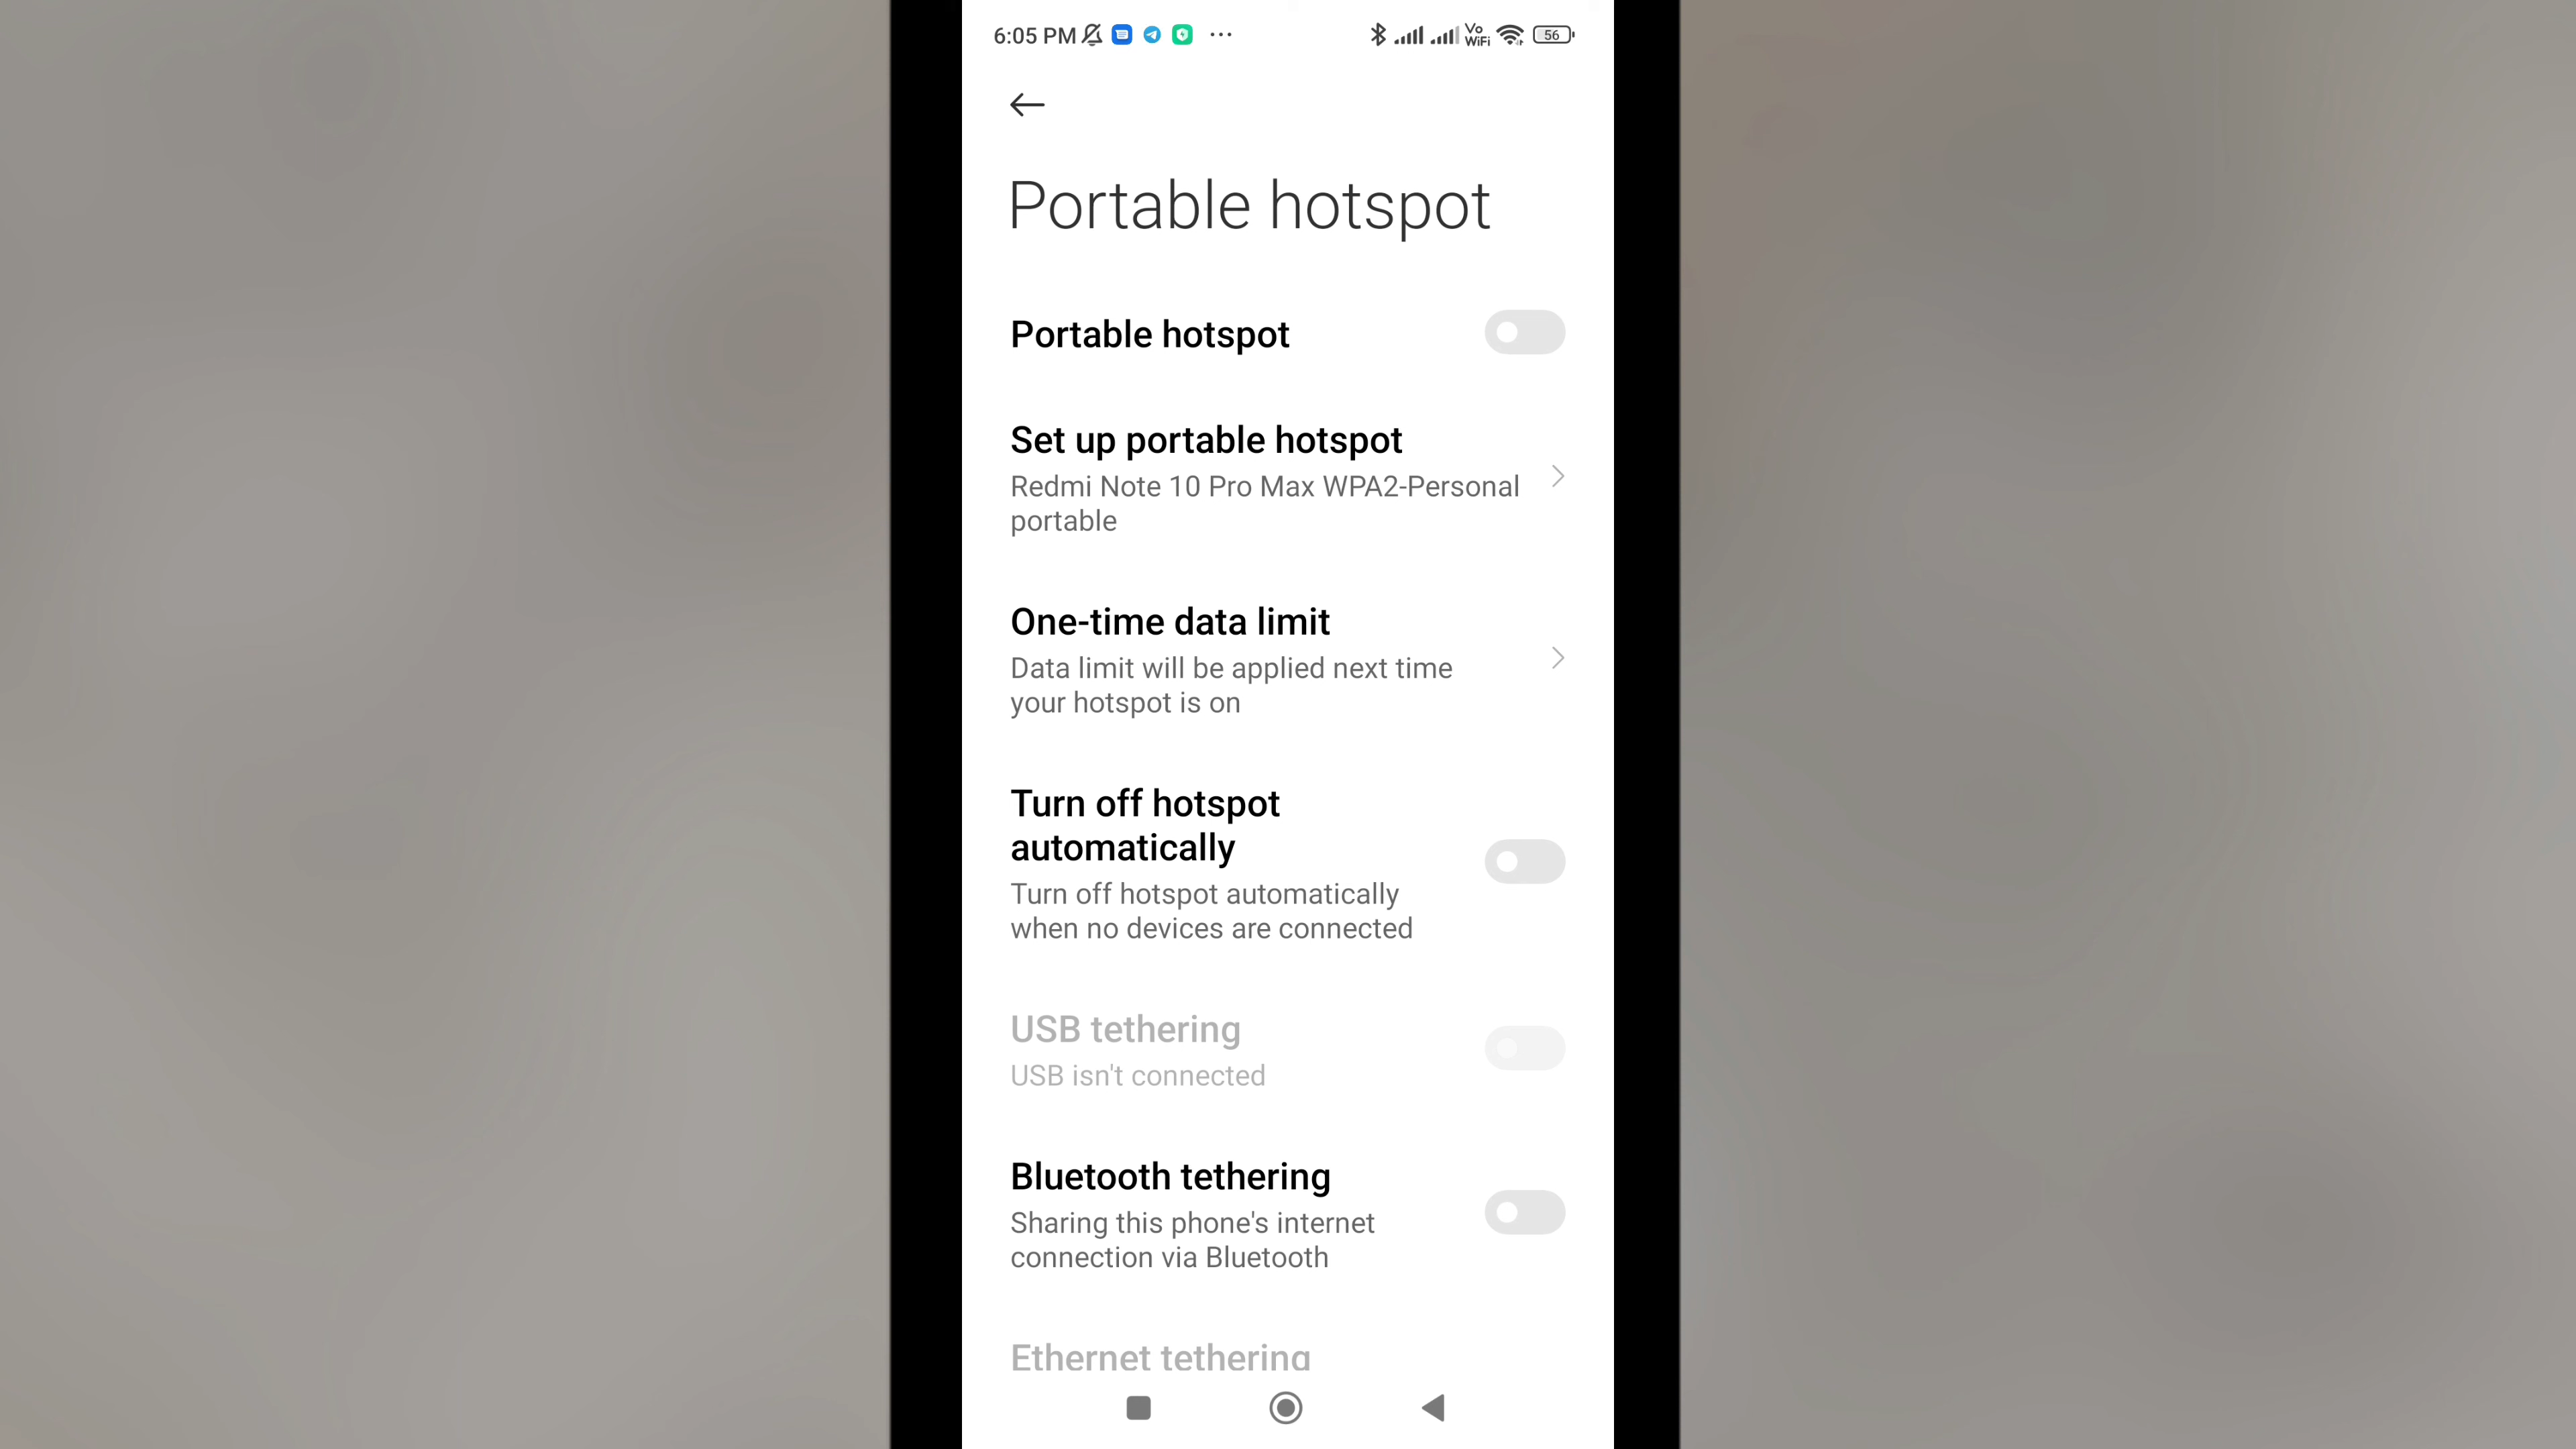 6:05 PM
Vo
WiFi
56
Portable hotspot
Portable hotspot
Set up portable hotspot
Redmi Note 10 Pro Max WPA2-Personal
portable
One-time data limit
Data limit will be applied next time
your hotspot is on
Turn off hotspot
automatically
Turn off hotspot automatically
when no devices are connected
USB tethering
USB isn't connected
Bluetooth tethering
Sharing this phone's internet
connection via Bluetooth
Ethernet tethering